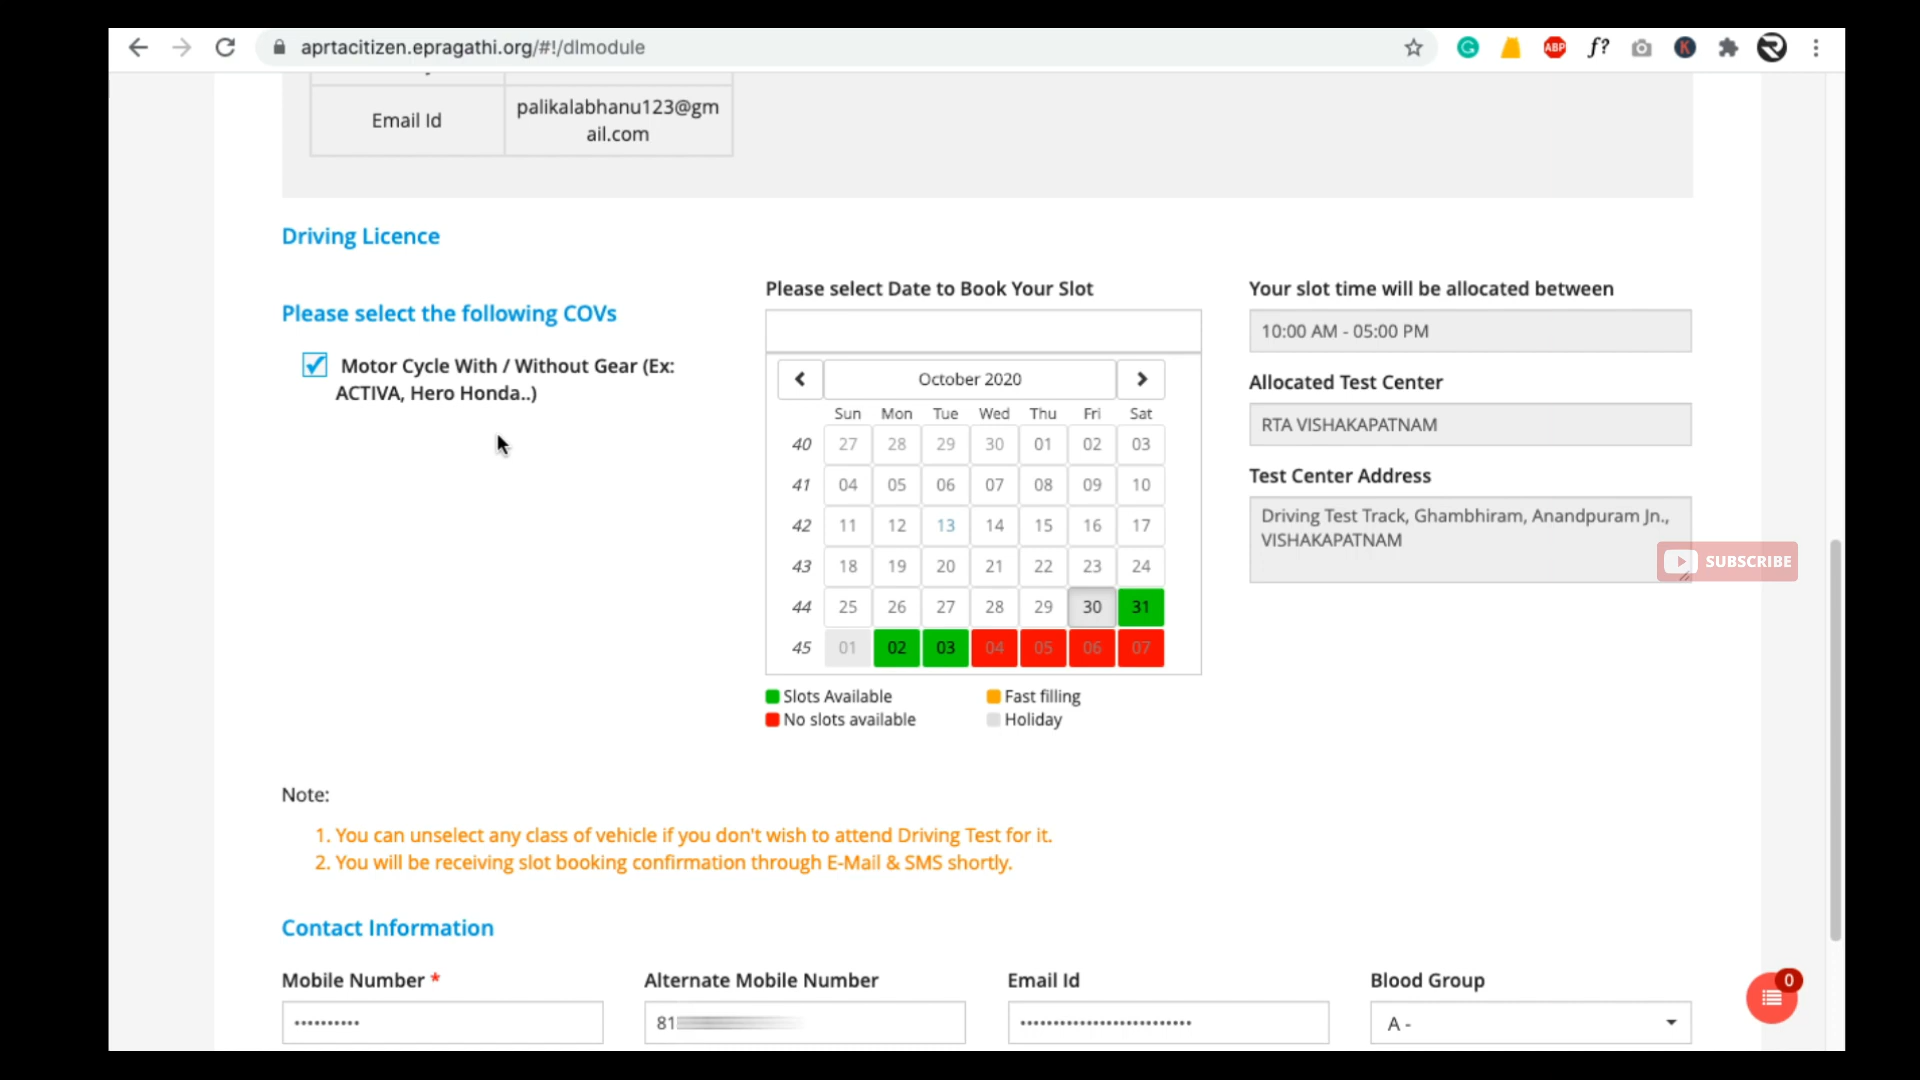 aprtacitizen.epragathi.org/#!/dlmodule
ABP
f?
K
Email Id
palikalabhanu123@gm
ail.com
Driving Licence
Please select the following COVs
Motor Cycle With / Without Gear (Ex:
ACTIVA, Hero Honda..)
Please select Date to Book Your Slot
October 2020
Sun Mon Tue Wed Thu Fri Sat
40 27 28 29 30 01 02 03
41 04 05 06 07 08 09 10
42 11 12 13 14 15 16 17
43 18 19 20 21 22 23 24
44 25 26 27 28 29 30 31
45 01 02 03 04 05 06 07
Slots Available
Fast filling
No slots available
Holiday
Your slot time will be allocated between
10:00 AM - 05:00 PM
Allocated Test Center
RTA VISHAKAPATNAM
Test Center Address
Driving Test Track, Ghambhiram, Anandpuram Jn.,
VISHAKAPATNAM
SUBSCRIBE
Note:
1. You can unselect any class of vehicle if you don't wish to attend Driving Test for it.
2. You will be receiving slot booking confirmation through E-Mail & SMS shortly.
Contact Information
Mobile Number *
Alternate Mobile Number
81
Email Id
Blood Group
A -
0